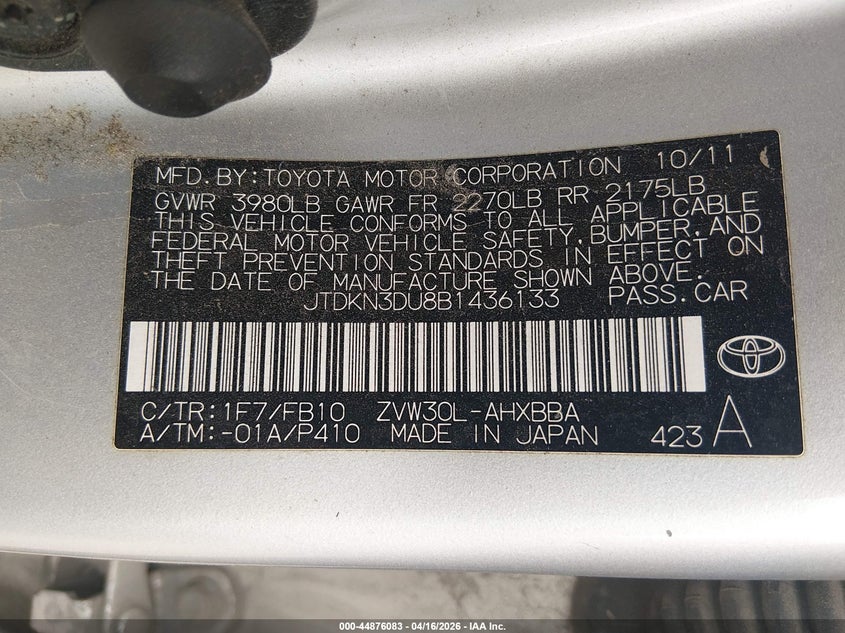 MFD.BY:TOYOTA MOTOR CORPORATION 10/11
GVWR 3980LB GAWR FR 2270LB RR 2175LB
THIS VEHICLE CONFORMS TO ALL APPLICABLE
FEDERAL MOTOR VEHICLE SAFETY,BUMPER,AND
THEFT PREVENTION STANDARDS IN EFFECT ON
THE DATE OF MANUFACTURE SHOWN ABOVE.
JTDKN3DU8B1436133 PASS.CAR
C/TR:1F7/FB10 ZVW30L-AHXBBA
A/TM:-01A/P410 MADE IN JAPAN 423 A
000-44876083 - 04/16/2026 - IAA Inc.